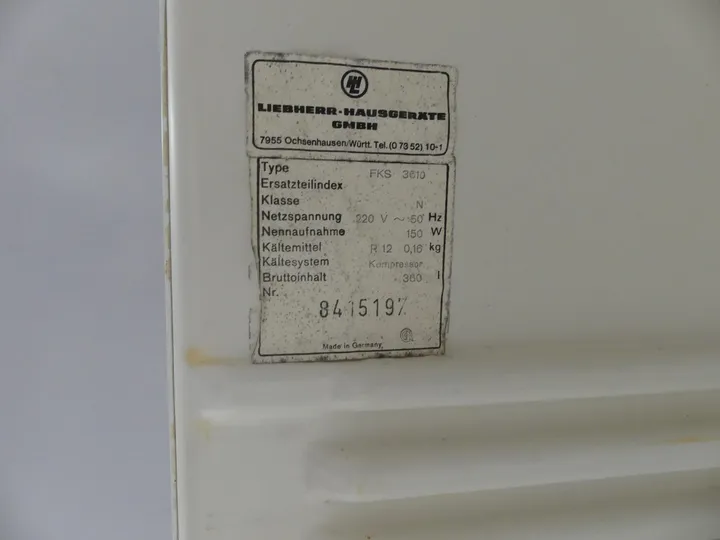 LIEBHERR-HAUSGERÄTE
GMBH
7955 Ochsenhausen/Württ. Tel. (0 73 52) 10-1
Type FKS 3610
Ersatzteilindex
Klasse N
Netzspannung 220 V ~ 50 Hz
Nennaufnahme 150 W
Kältemittel R 12 0,16 kg
Kältesystem Kompressor
Bruttoinhalt 360 l
Nr.
Made in Germany